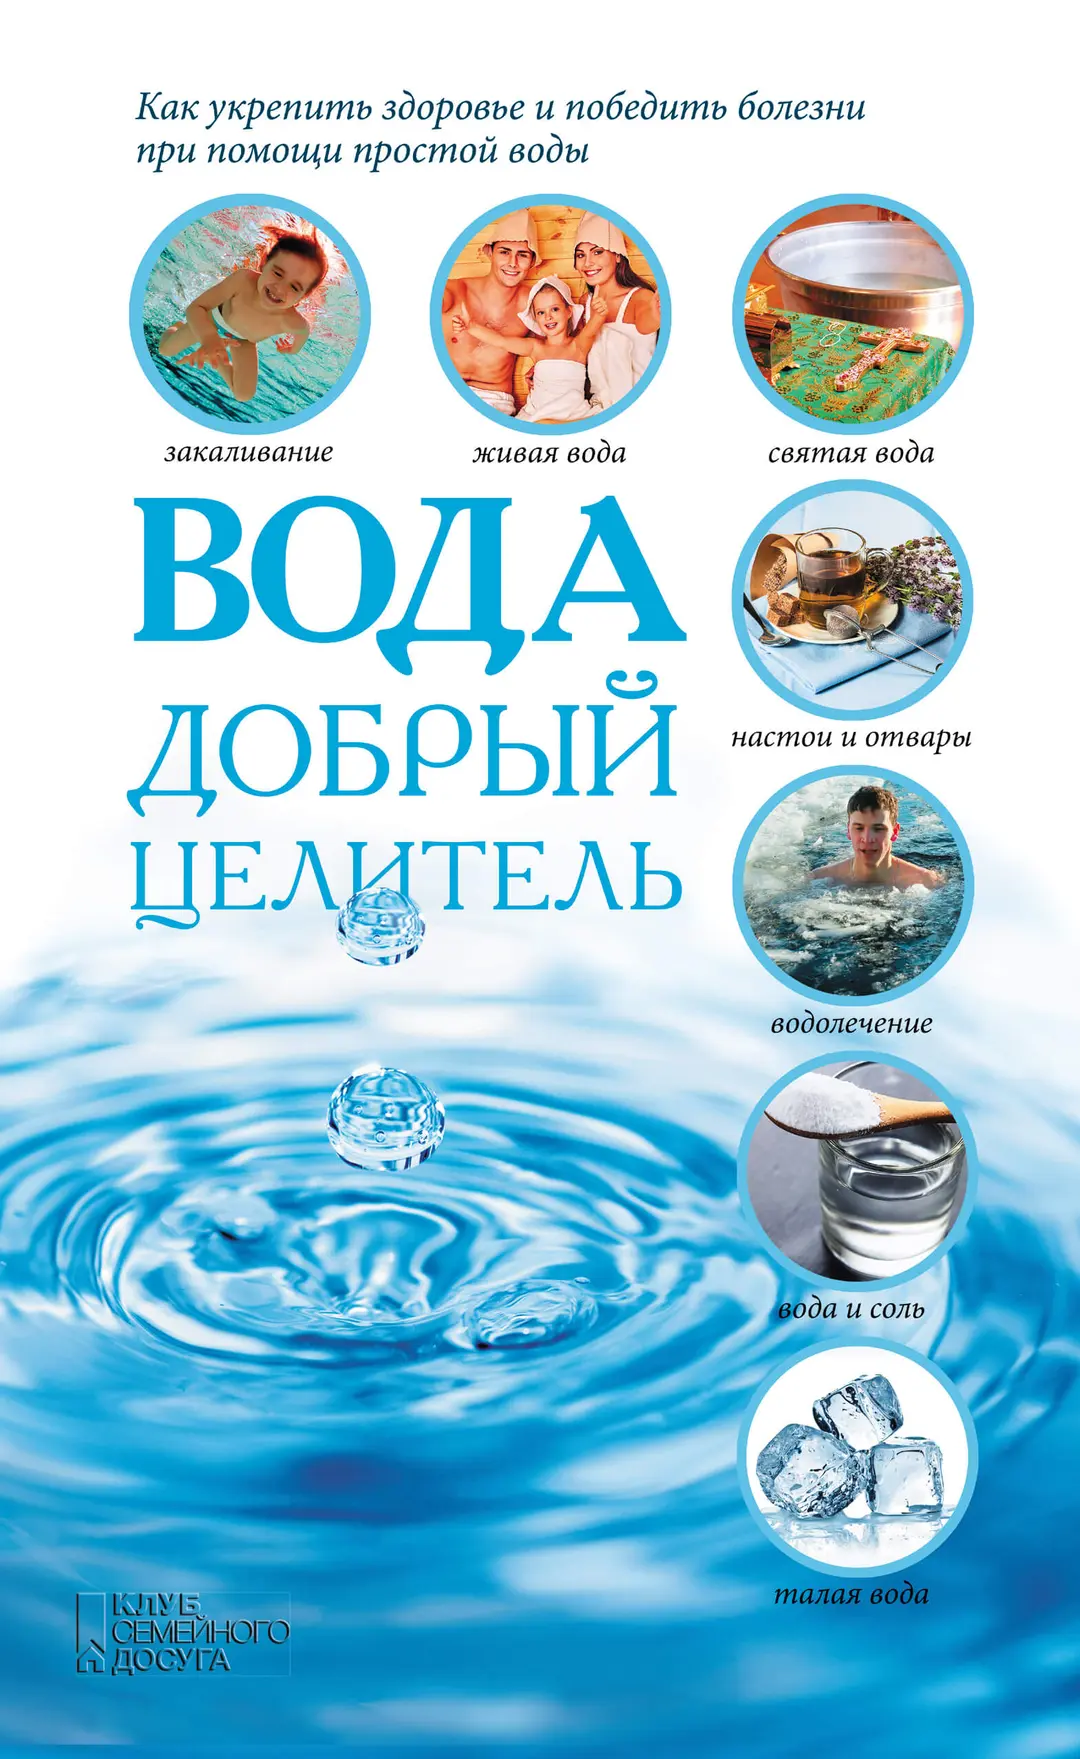 Как укрепить здоровье и победить болезни
при помощи простой воды
закаливание
живая вода
святая вода
ВОДА
ДОБРЫЙ
ЦЕЛИТЕЛЬ
настои и отвары
водолечение
вода и соль
талая вода
КЛУБ
СЕМЕЙНОГО
ДОСУГА